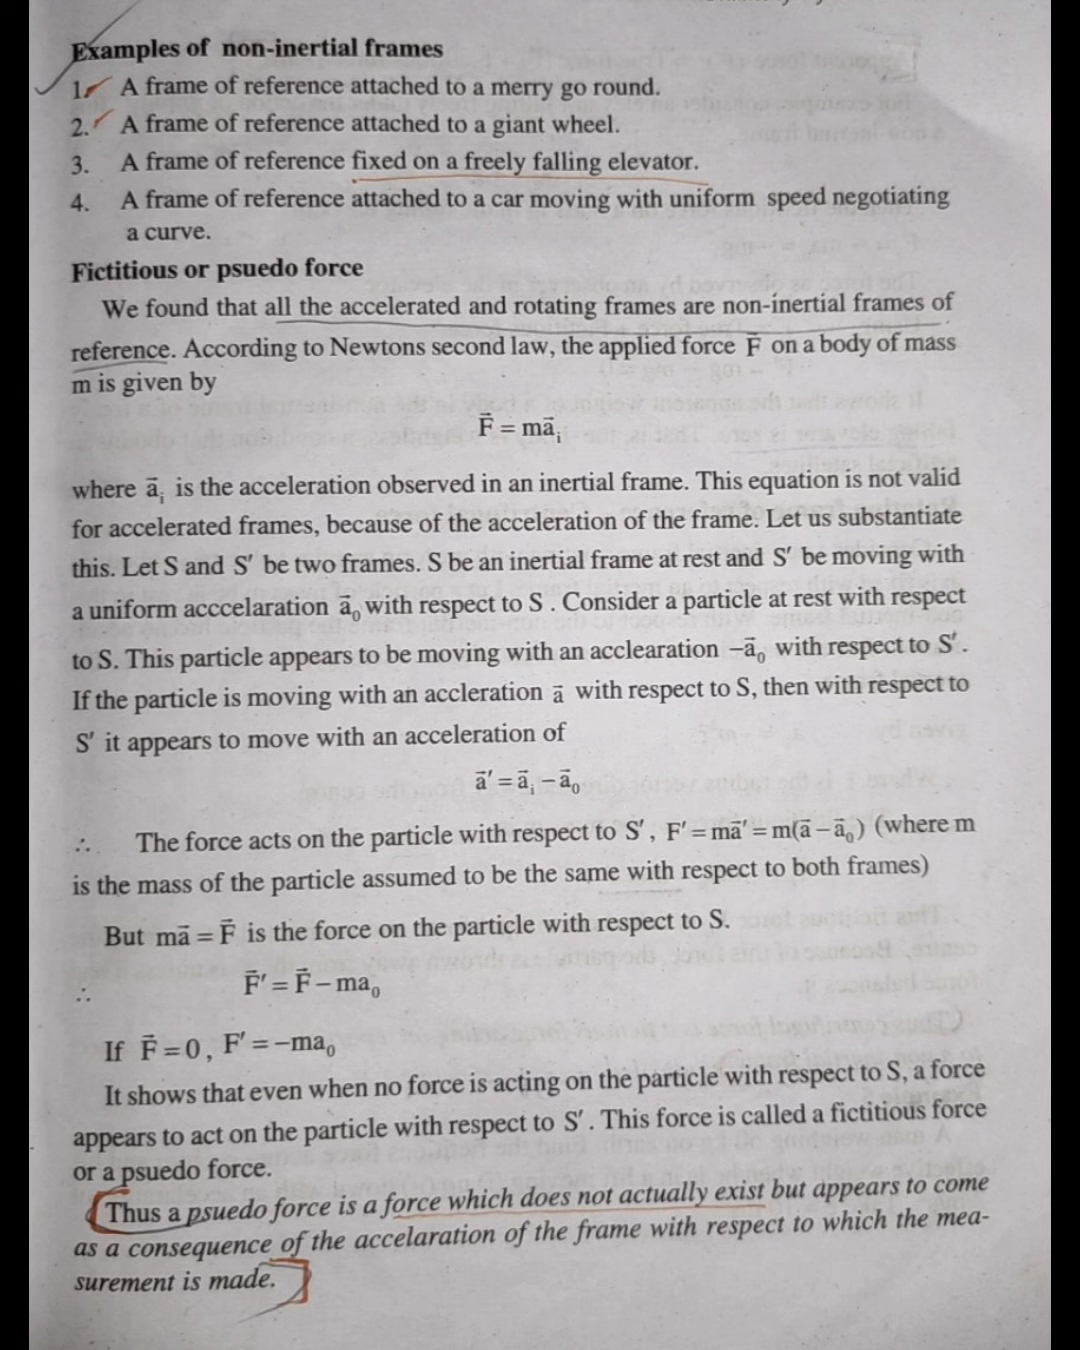 Examples of non-inertial frames
1. A frame of reference attached to a merry go round.
2. A frame of reference attached to a giant wheel.
3. A frame of reference fixed on a freely falling elevator.
4. A frame of reference attached to a car moving with uniform speed negotiating
a curve.
Fictitious or psuedo force
We found that all the accelerated and rotating frames are non-inertial frames of
reference. According to Newtons second law, the applied force F⃗ on a body of mass
m is given by
F⃗ = ma⃗ᵢ
where a⃗ᵢ is the acceleration observed in an inertial frame. This equation is not valid
for accelerated frames, because of the acceleration of the frame. Let us substantiate
this. Let S and S′ be two frames. S be an inertial frame at rest and S′ be moving with
a uniform acccelaration a⃗₀ with respect to S . Consider a particle at rest with respect
to S. This particle appears to be moving with an acclearation −a⃗₀ with respect to S′.
If the particle is moving with an accleration a⃗ with respect to S, then with respect to
S′ it appears to move with an acceleration of
a⃗′ = a⃗ᵢ − a⃗₀
∴ The force acts on the particle with respect to S′, F′ = ma⃗′ = m(a⃗ − a⃗₀) (where m
is the mass of the particle assumed to be the same with respect to both frames)
But ma⃗ = F⃗ is the force on the particle with respect to S.
∴ F⃗′ = F⃗ − ma₀
If F⃗ = 0, F′ = −ma₀
It shows that even when no force is acting on the particle with respect to S, a force
appears to act on the particle with respect to S′. This force is called a fictitious force
or a psuedo force.
Thus a psuedo force is a force which does not actually exist but appears to come
as a consequence of the accelaration of the frame with respect to which the mea-
surement is made.